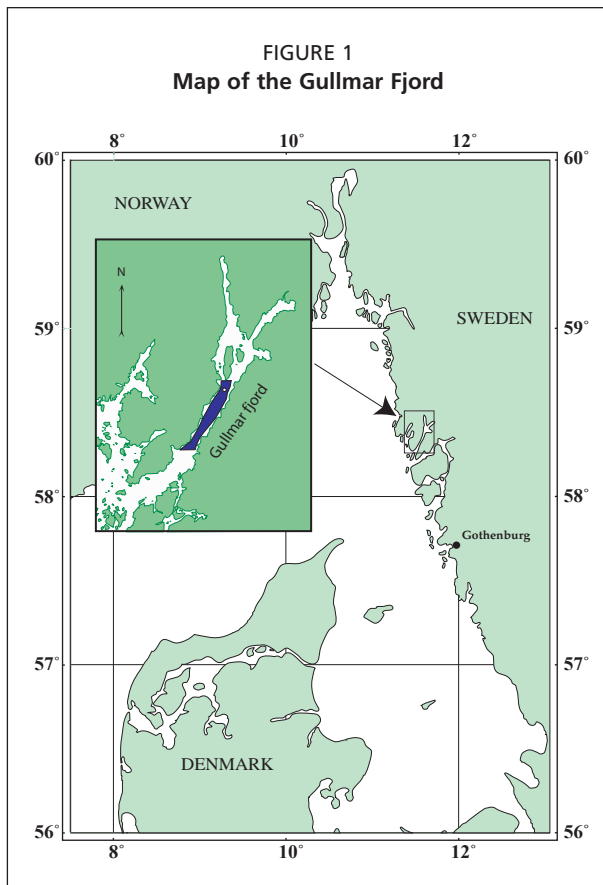 FIGURE 1
Map of the Gullmar Fjord
8° 10° 12°
60° 60°
NORWAY
N
59° 59°
SWEDEN
Gullmar fjord
58° 58°
Gothenburg
57° 57°
DENMARK
56° 56°
8° 10° 12°